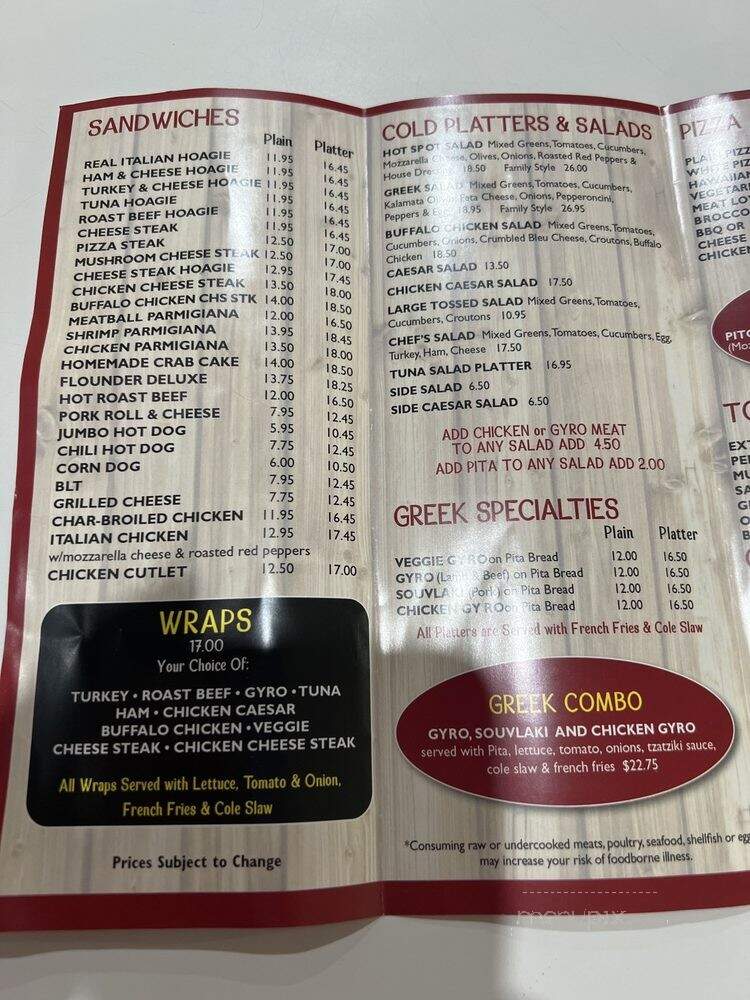 SANDWICHES
Plain Platter
REAL ITALIAN HOAGIE 11.95 16.45
HAM & CHEESE HOAGIE 11.95 16.45
TURKEY & CHEESE HOAGIE 11.95 16.45
TUNA HOAGIE 11.95 16.45
ROAST BEEF HOAGIE 11.95 16.45
CHEESE STEAK 11.95 16.45
PIZZA STEAK 12.50 17.00
MUSHROOM CHEESE STEAK 12.50 17.00
CHEESE STEAK HOAGIE 12.95 17.45
CHICKEN CHEESE STEAK 13.50 18.00
BUFFALO CHICKEN CHS STK 14.00 18.50
MEATBALL PARMIGIANA 12.00 16.50
SHRIMP PARMIGIANA 13.95 18.45
CHICKEN PARMIGIANA 13.50 18.00
HOMEMADE CRAB CAKE 14.00 18.50
FLOUNDER DELUXE 13.75 18.25
HOT ROAST BEEF 12.00 16.50
PORK ROLL & CHEESE 7.95 12.45
JUMBO HOT DOG 5.95 10.45
CHILI HOT DOG 7.75 12.45
CORN DOG 6.00 10.50
BLT 7.95 12.45
GRILLED CHEESE 7.75 12.45
CHAR-BROILED CHICKEN 11.95 16.45
ITALIAN CHICKEN 12.95 17.45
w/mozzarella cheese & roasted red peppers
CHICKEN CUTLET 12.50 17.00
WRAPS
17.00
Your Choice Of:
TURKEY • ROAST BEEF • GYRO • TUNA
HAM • CHICKEN CAESAR
BUFFALO CHICKEN • VEGGIE
CHEESE STEAK • CHICKEN CHEESE STEAK
All Wraps Served with Lettuce, Tomato & Onion,
French Fries & Cole Slaw
Prices Subject to Change
COLD PLATTERS & SALADS
HOT SPOT SALAD Mixed Greens, Tomatoes, Cucumbers,
Mozzarella Cheese, Olives, Onions, Roasted Red Peppers &
House Dressing 18.50 Family Style 26.00
GREEK SALAD Mixed Greens, Tomatoes, Cucumbers,
Kalamata Olives, Feta Cheese, Onions, Pepperoncini,
Peppers & Egg 18.95 Family Style 26.95
BUFFALO CHICKEN SALAD Mixed Greens, Tomatoes,
Cucumbers, Onions, Crumbled Bleu Cheese, Croutons, Buffalo
Chicken 18.50
CAESAR SALAD 13.50
CHICKEN CAESAR SALAD 17.50
LARGE TOSSED SALAD Mixed Greens, Tomatoes,
Cucumbers, Croutons 10.95
CHEF'S SALAD Mixed Greens, Tomatoes, Cucumbers, Egg,
Turkey, Ham, Cheese 17.50
TUNA SALAD PLATTER 16.95
SIDE SALAD 6.50
SIDE CAESAR SALAD 6.50
ADD CHICKEN or GYRO MEAT
TO ANY SALAD ADD 4.50
ADD PITA TO ANY SALAD ADD 2.00
GREEK SPECIALTIES
Plain Platter
VEGGIE GYRO on Pita Bread 12.00 16.50
GYRO (Lamb & Beef) on Pita Bread 12.00 16.50
SOUVLAKI (Pork) on Pita Bread 12.00 16.50
CHICKEN GYRO on Pita Bread 12.00 16.50
All Platters are Served with French Fries & Cole Slaw
GREEK COMBO
GYRO, SOUVLAKI AND CHICKEN GYRO
served with Pita, lettuce, tomato, onions, tzatziki sauce,
cole slaw & french fries $22.75
*Consuming raw or undercooked meats, poultry, seafood, shellfish or
may increase your risk of foodborne illness.
PIZZA
HAWAIIAN
MEAT
BBQ OR
CHEESE